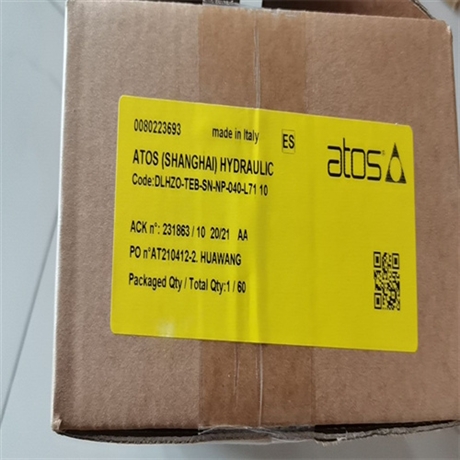 0080223693 made in Italy ES
atos
ATOS (SHANGHAI) HYDRAULIC
Code:DLHZO-TEB-SN-NP-040-L71 10
ACK n°: 231863 / 10 20/21 AA
PO n°AT210412-2. HUAWANG
Packaged Qty / Total Qty:1 / 60